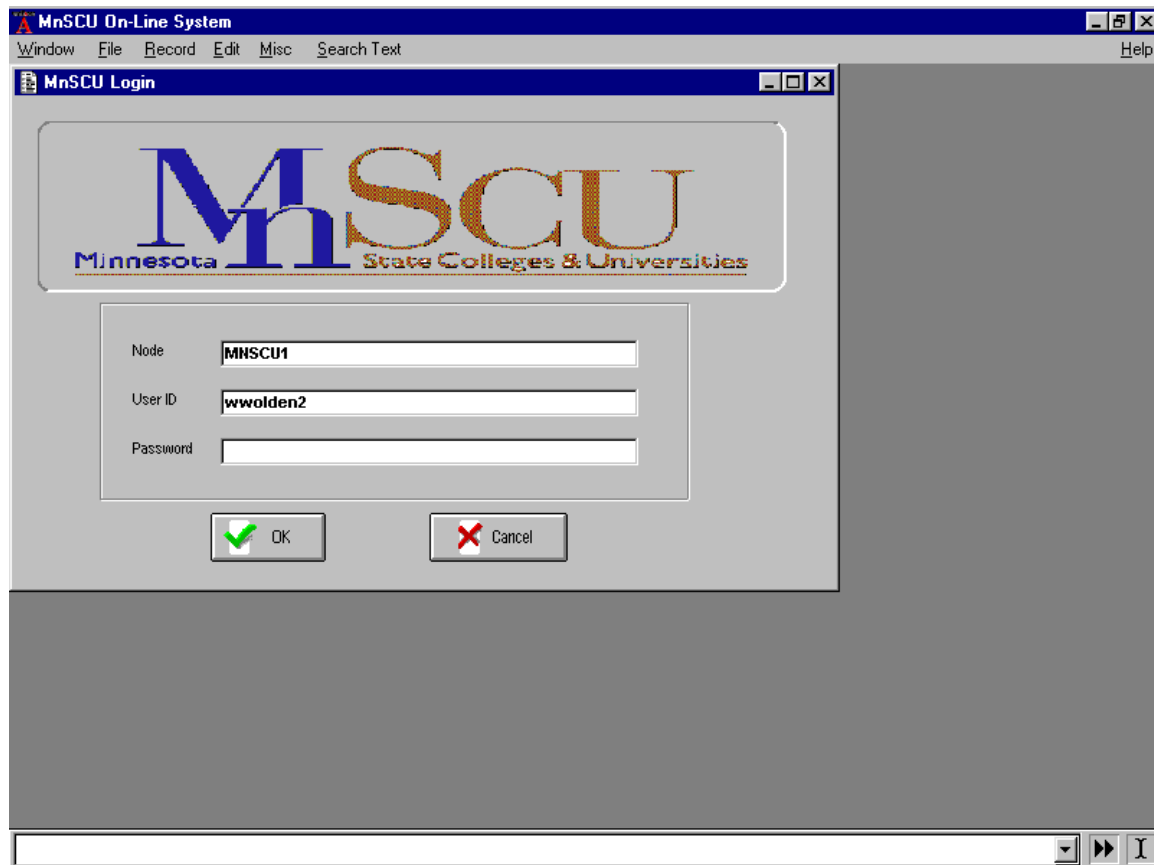 MnSCU On-Line System
Window File Record Edit Misc Search Text Help
MnSCU Login
MnSCU
Minnesota State Colleges & Universities
Node MNSCU1
User ID wwolden2
Password
OK Cancel